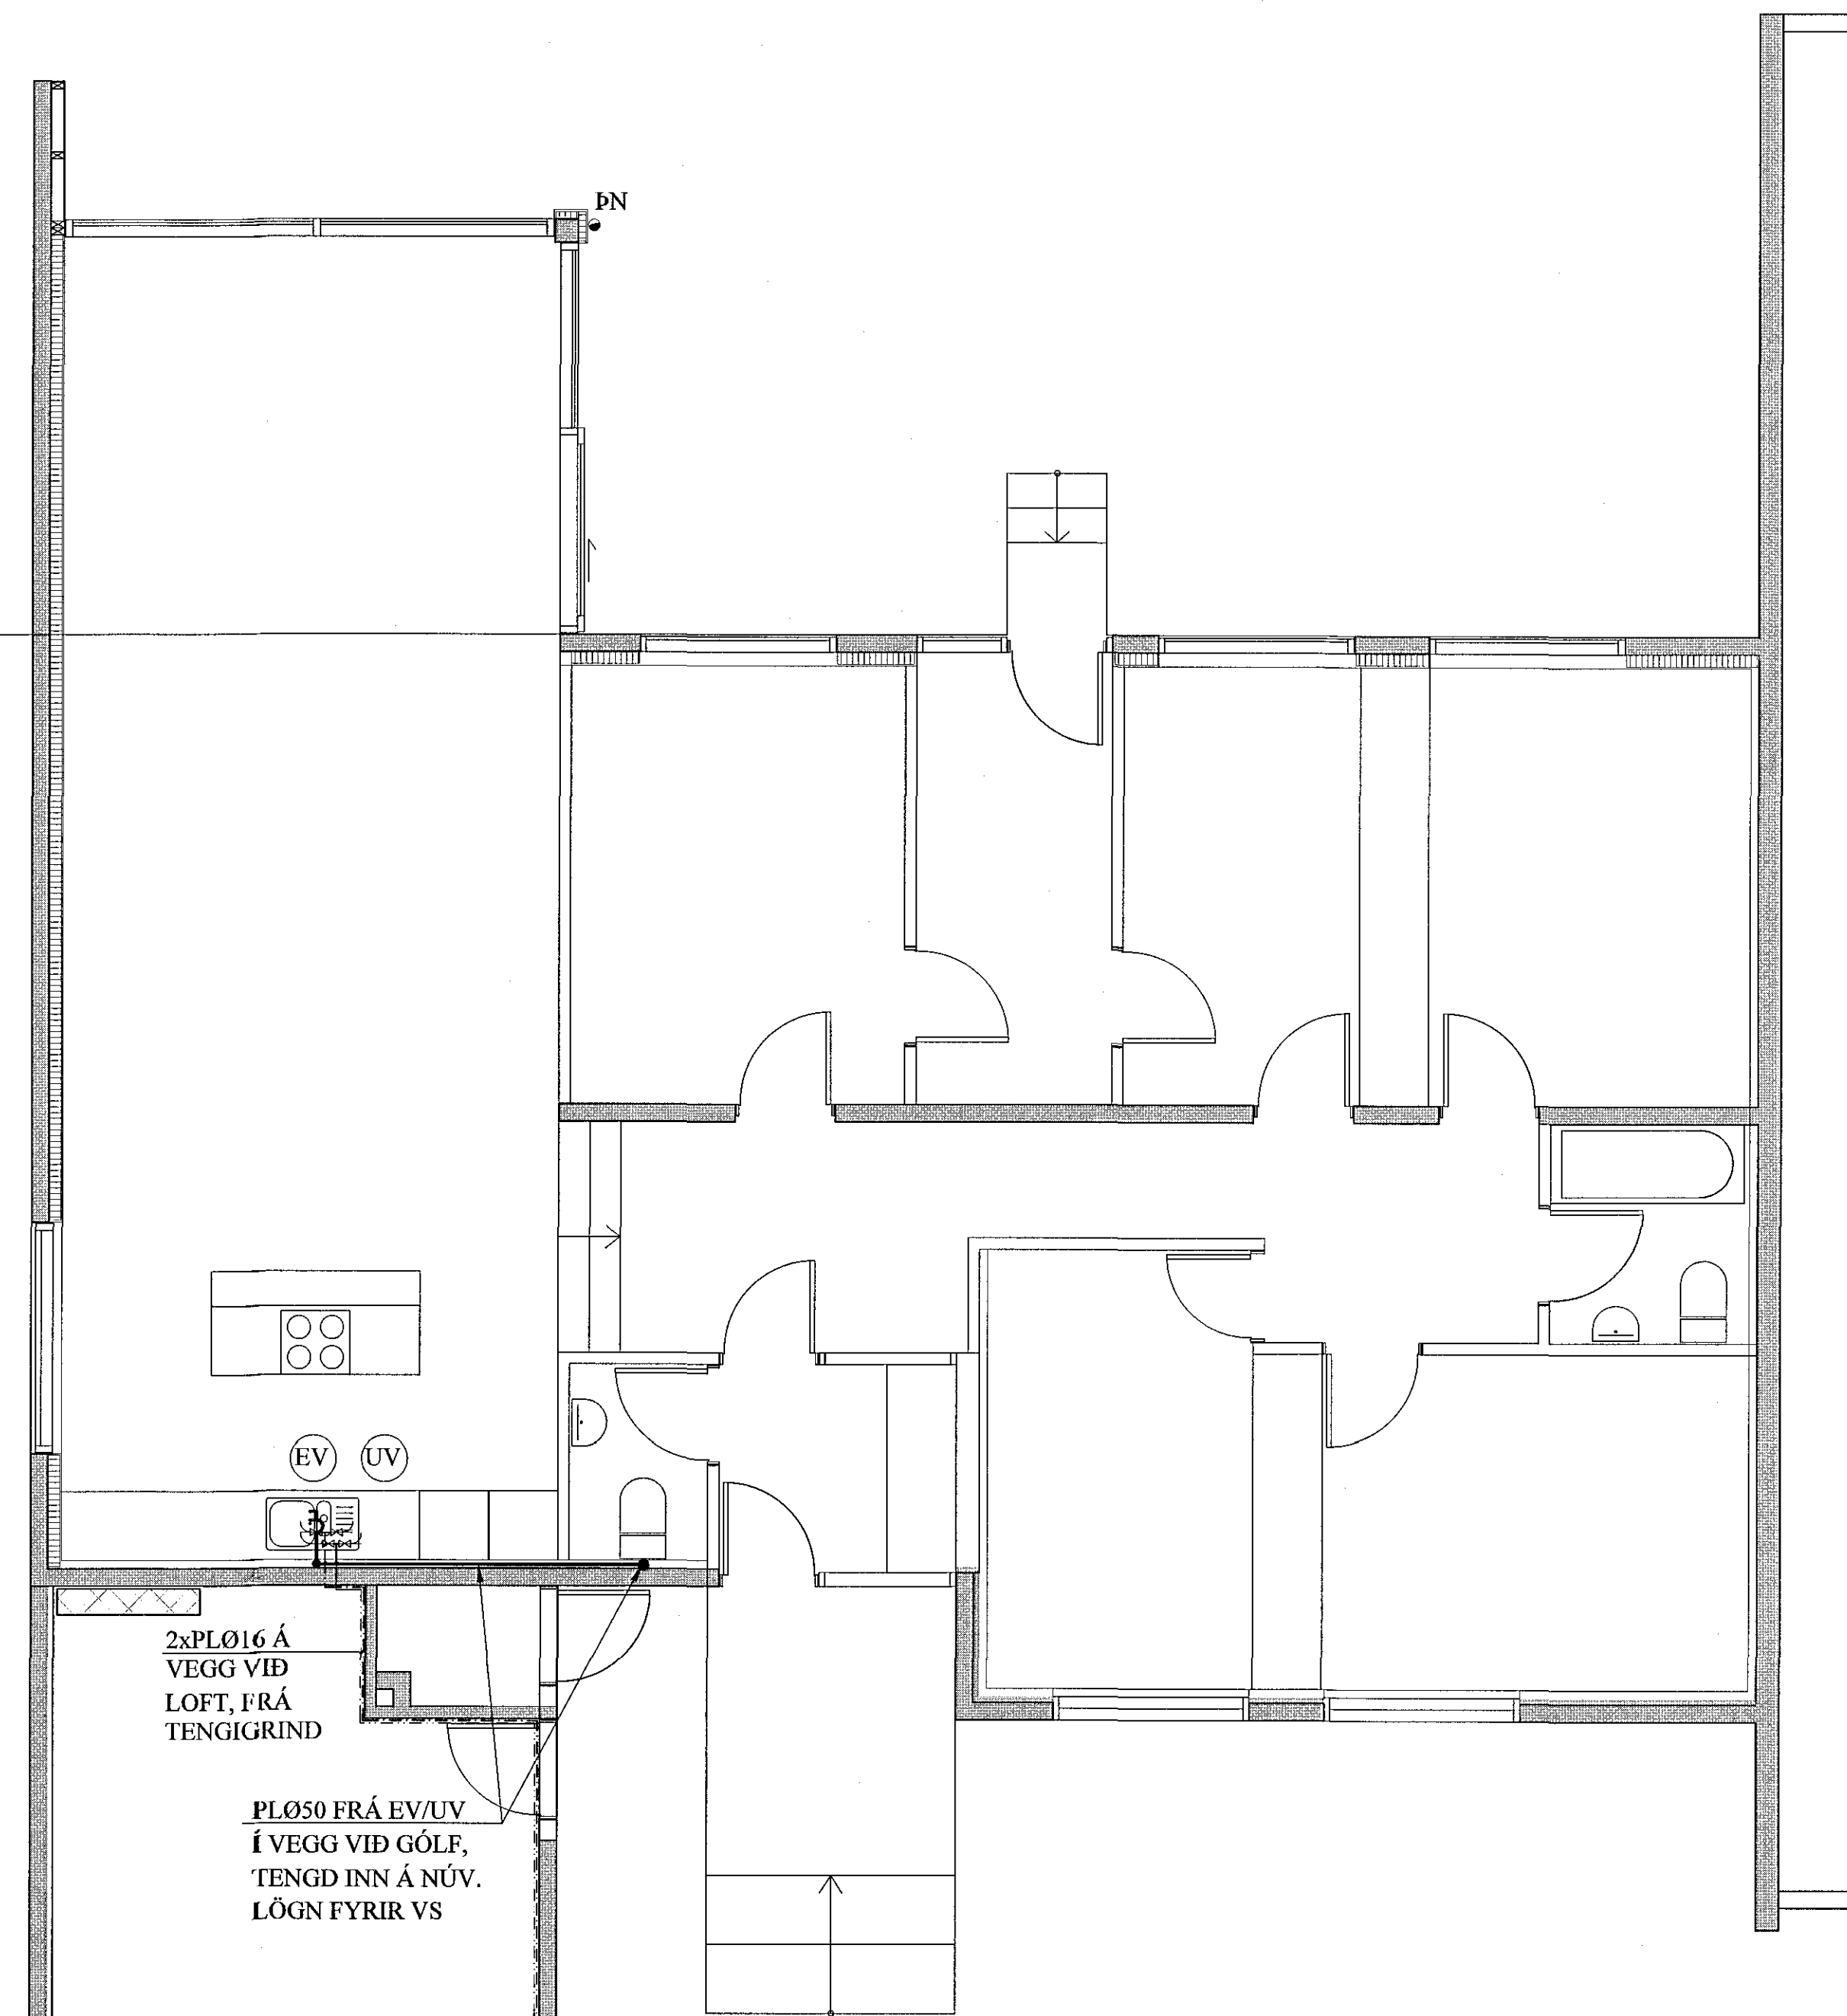 ÞN
EV UV
2xPLØ16 Á
VEGG VIÐ
LOFT, FRÁ
TENGIGRIND
PLØ50 FRÁ EV/UV
Í VEGG VIÐ GÓLF,
TENGD INN Á NÚV.
LÖGN FYRIR VS